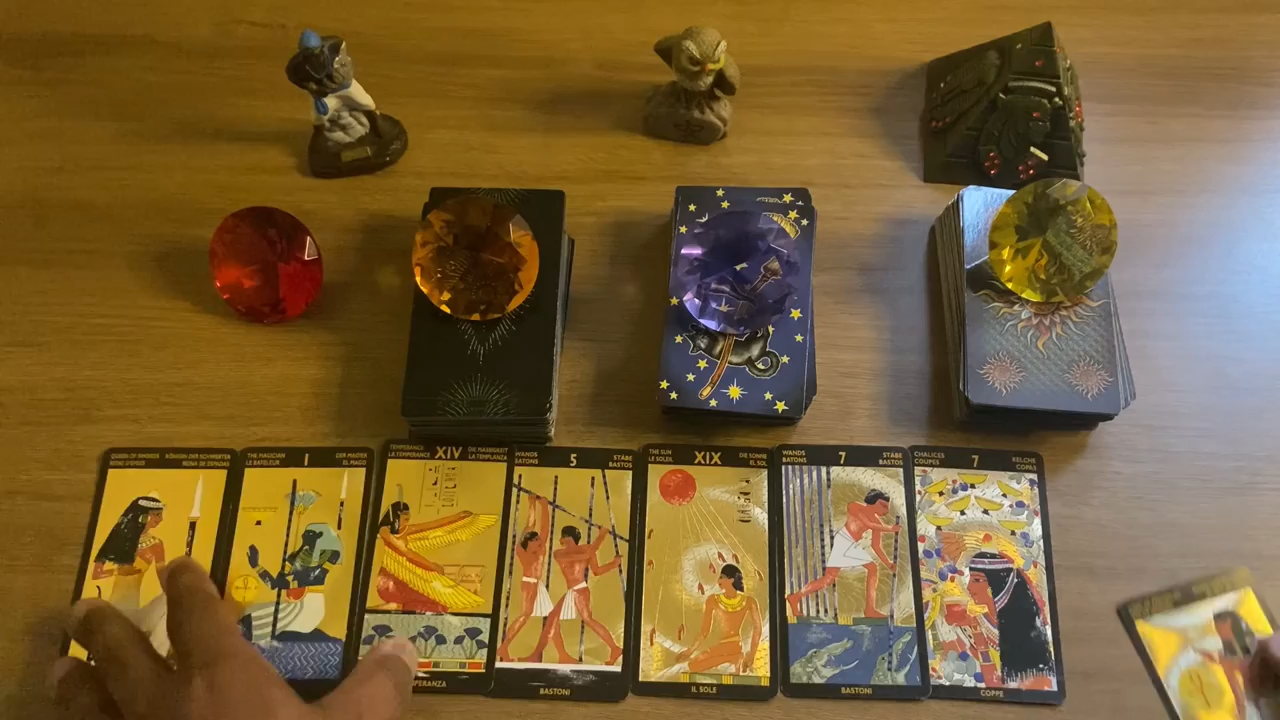 QUEEN OF SWORDS KÖNIGIN DER SCHWERTER
REINE D'EPEES REINA DE ESPADAS
THE MAGICIAN I DER MAGIER
LE BATELEUR EL MAGO
TEMPERANCE XIV DIE MASSIGKEIT
LA TEMPERANCE LA TEMPLANZA
WANDS 5 STÄBE
BATONS BASTOS
THE SUN XIX DIE SONNE
LE SOLEIL EL SOL
WANDS 7 STÄBE
BATONS BASTOS
CHALICES 7 KELCHE
COUPES COPAS
BASTONI
IL SOLE
BASTONI
COPPE